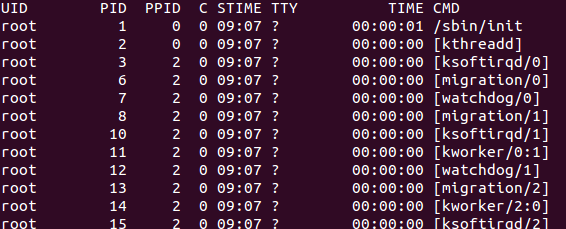 UID        PID  PPID  C STIME TTY          TIME CMD
root         1     0  0 09:07 ?        00:00:01 /sbin/init
root         2     0  0 09:07 ?        00:00:00 [kthreadd]
root         3     2  0 09:07 ?        00:00:00 [ksoftirqd/0]
root         6     2  0 09:07 ?        00:00:00 [migration/0]
root         7     2  0 09:07 ?        00:00:00 [watchdog/0]
root         8     2  0 09:07 ?        00:00:00 [migration/1]
root        10     2  0 09:07 ?        00:00:00 [ksoftirqd/1]
root        11     2  0 09:07 ?        00:00:00 [kworker/0:1]
root        12     2  0 09:07 ?        00:00:00 [watchdog/1]
root        13     2  0 09:07 ?        00:00:00 [migration/2]
root        14     2  0 09:07 ?        00:00:00 [kworker/2:0]
root        15     2  0 09:07 ?        00:00:00 [ksoftirqd/2]